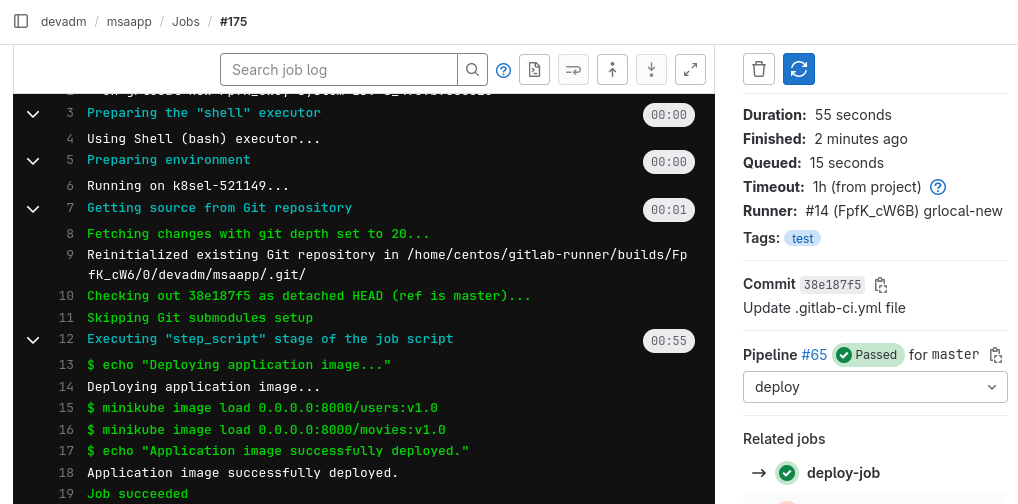 devadm / msaapp / Jobs / #175
Search job log
3 Preparing the "shell" executor 00:00
4 Using Shell (bash) executor...
5 Preparing environment 00:00
6 Running on k8sel-521149...
7 Getting source from Git repository 00:01
8 Fetching changes with git depth set to 20...
9 Reinitialized existing Git repository in /home/centos/gitlab-runner/builds/Fp
fK_cW6/0/devadm/msaapp/.git/
10 Checking out 38e187f5 as detached HEAD (ref is master)...
11 Skipping Git submodules setup
12 Executing "step_script" stage of the job script 00:55
13 $ echo "Deploying application image..."
14 Deploying application image...
15 $ minikube image load 0.0.0.0:8000/users:v1.0
16 $ minikube image load 0.0.0.0:8000/movies:v1.0
17 $ echo "Application image successfully deployed."
18 Application image successfully deployed.
19 Job succeeded
Duration: 55 seconds
Finished: 2 minutes ago
Queued: 15 seconds
Timeout: 1h (from project)
Runner: #14 (FpfK_cW6B) grlocal-new
Tags: test
Commit 38e187f5
Update .gitlab-ci.yml file
Pipeline #65 Passed for master
deploy
Related jobs
→ deploy-job